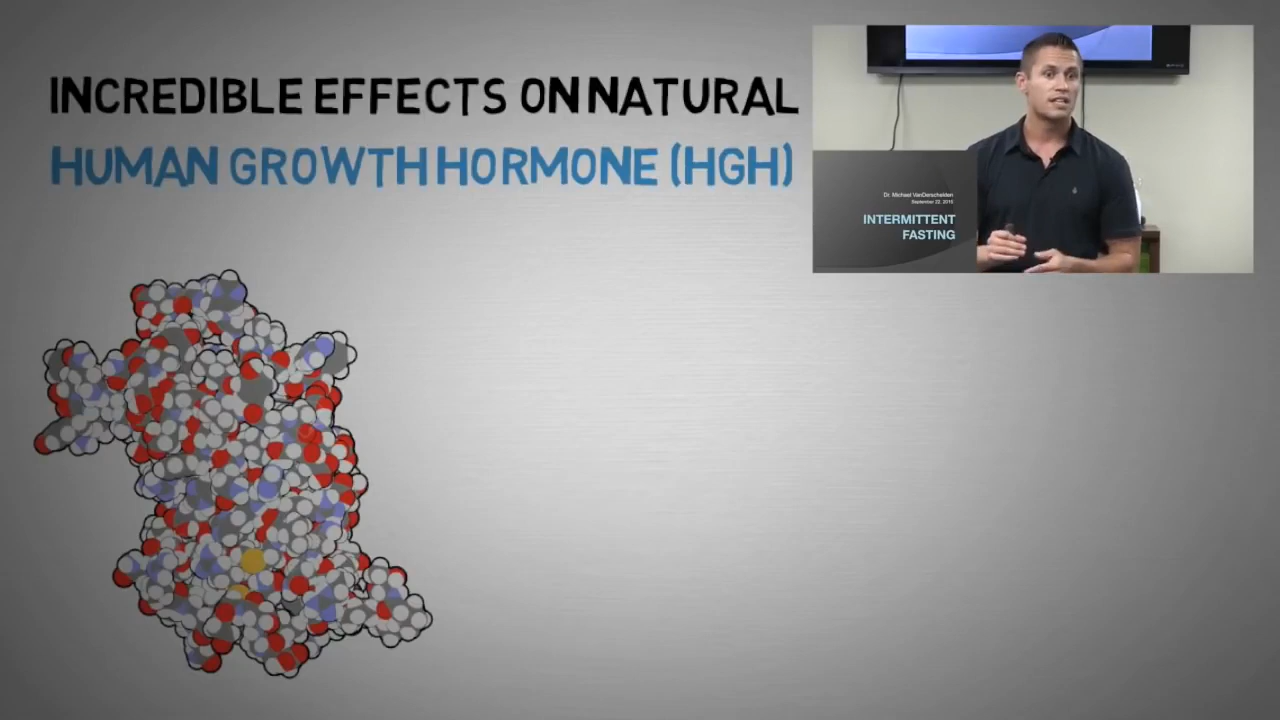 INCREDIBLE EFFECTS ON NATURAL
HUMAN GROWTH HORMONE (HGH)
Dr. Michael VanDerschelden
September 22, 2015
INTERMITTENT
FASTING